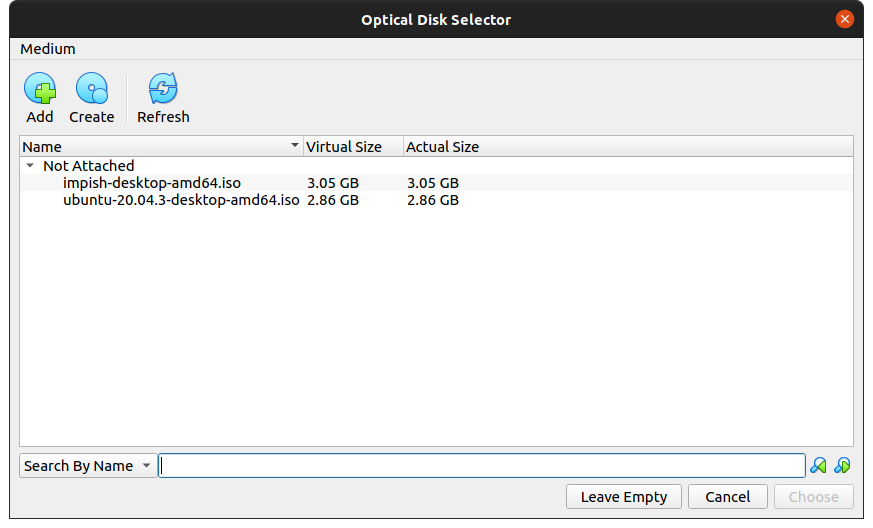 Optical Disk Selector
Medium
Add Create Refresh
Name Virtual Size Actual Size
Not Attached
impish-desktop-amd64.iso 3.05 GB 3.05 GB
ubuntu-20.04.3-desktop-amd64.iso 2.86 GB 2.86 GB
Search By Name
Leave Empty Cancel Choose